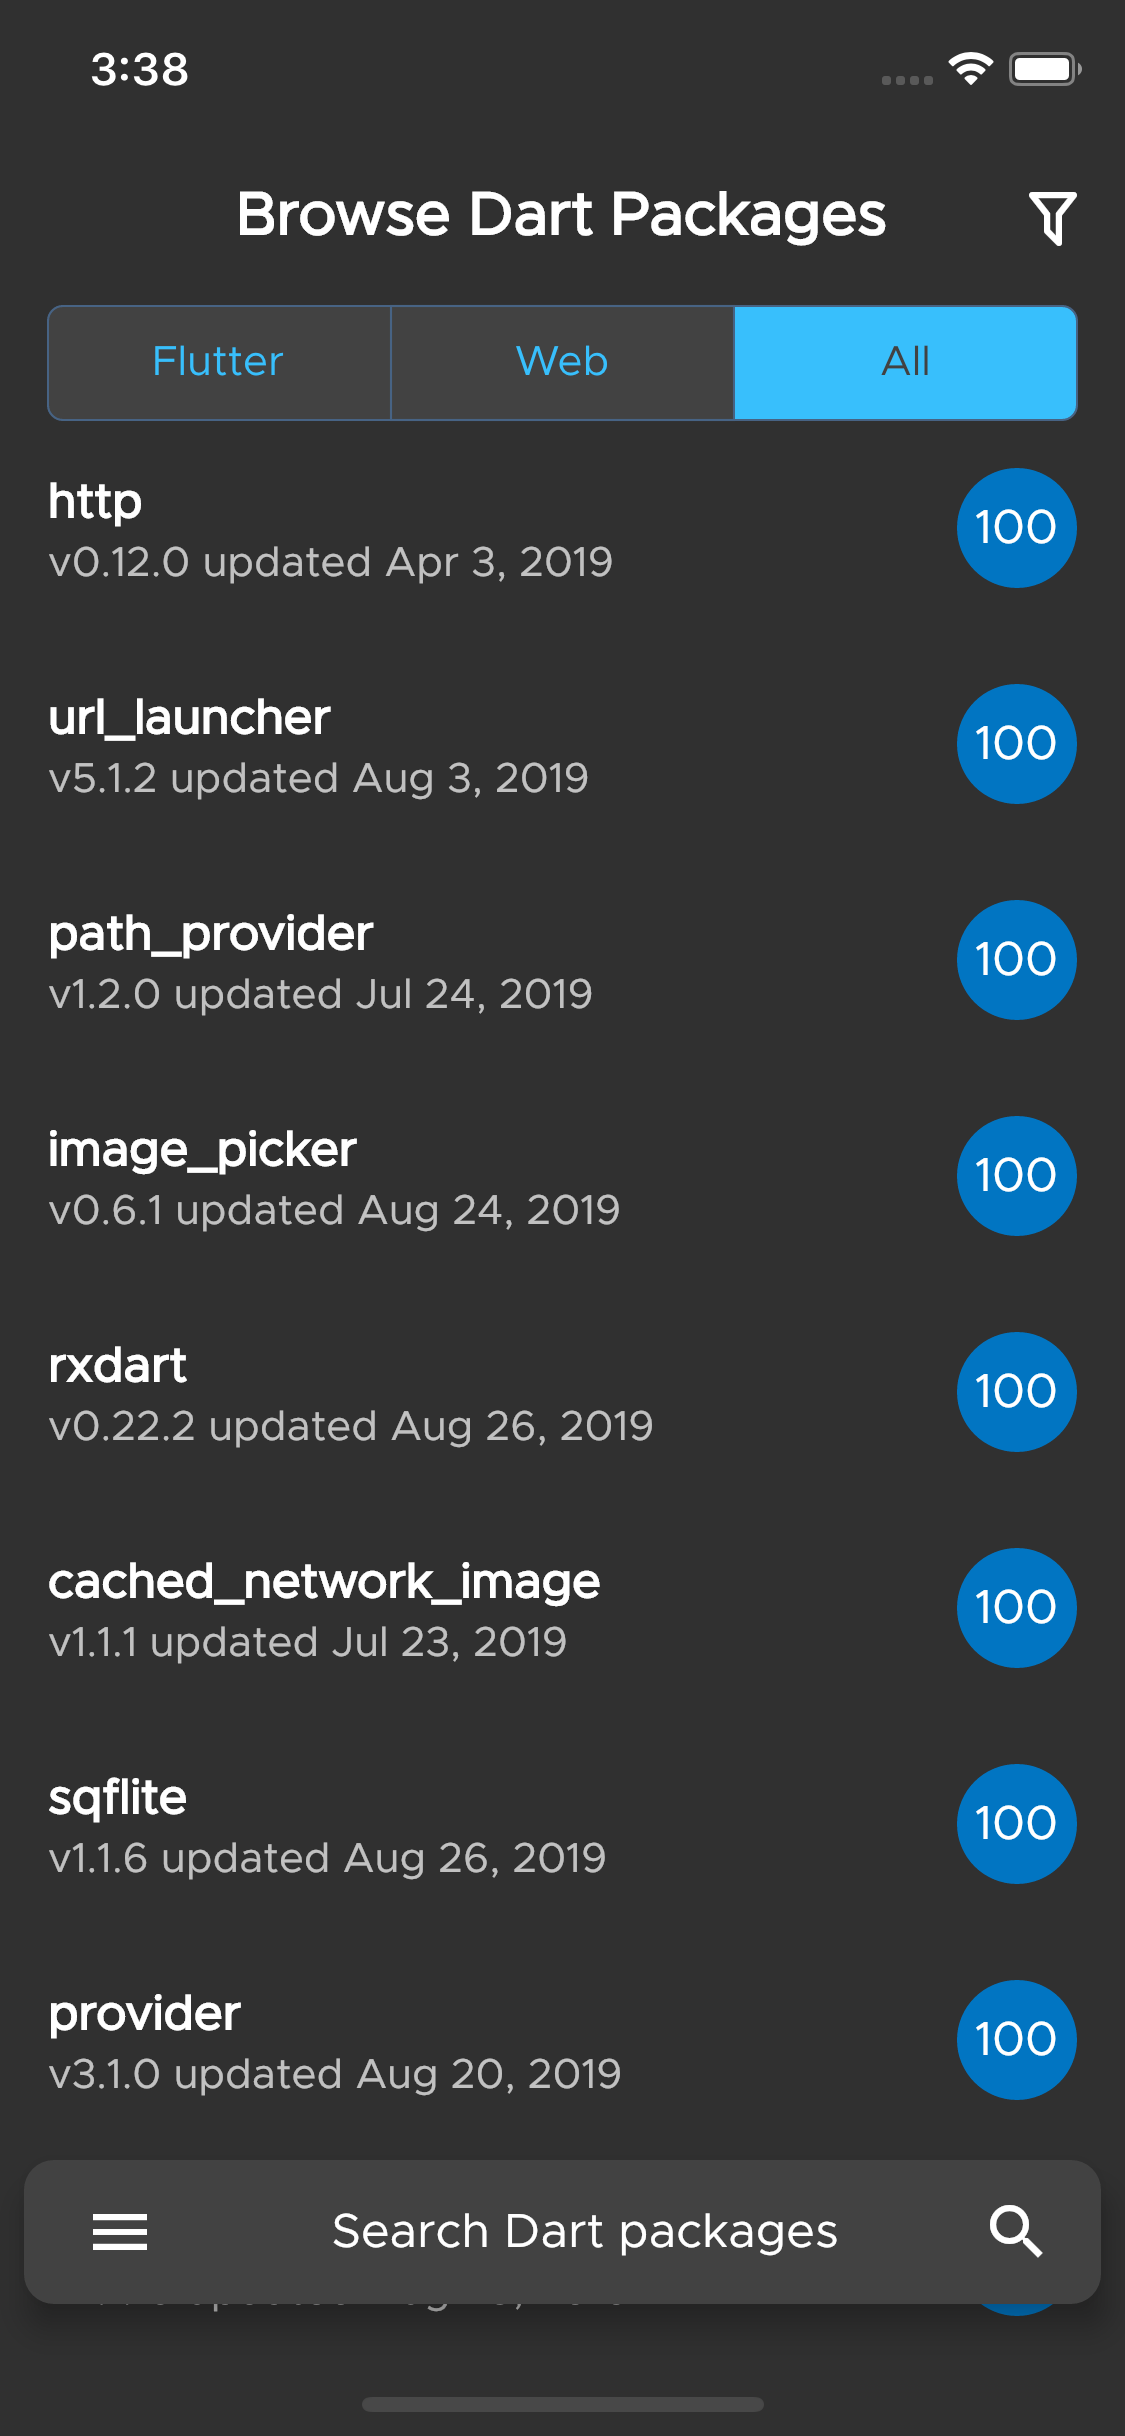 3:38
Browse Dart Packages
Flutter
Web
All
http
100
v0.12.0 updated Apr 3, 2019
url_launcher
100
v5.1.2 updated Aug 3, 2019
path_provider
100
v1.2.0 updated Jul 24, 2019
image_picker
100
v0.6.1 updated Aug 24, 2019
rxdart
100
v0.22.2 updated Aug 26, 2019
cached_network_image
100
v1.1.1 updated Jul 23, 2019
sqflite
100
v1.1.6 updated Aug 26, 2019
provider
100
v3.1.0 updated Aug 20, 2019
Search Dart packages